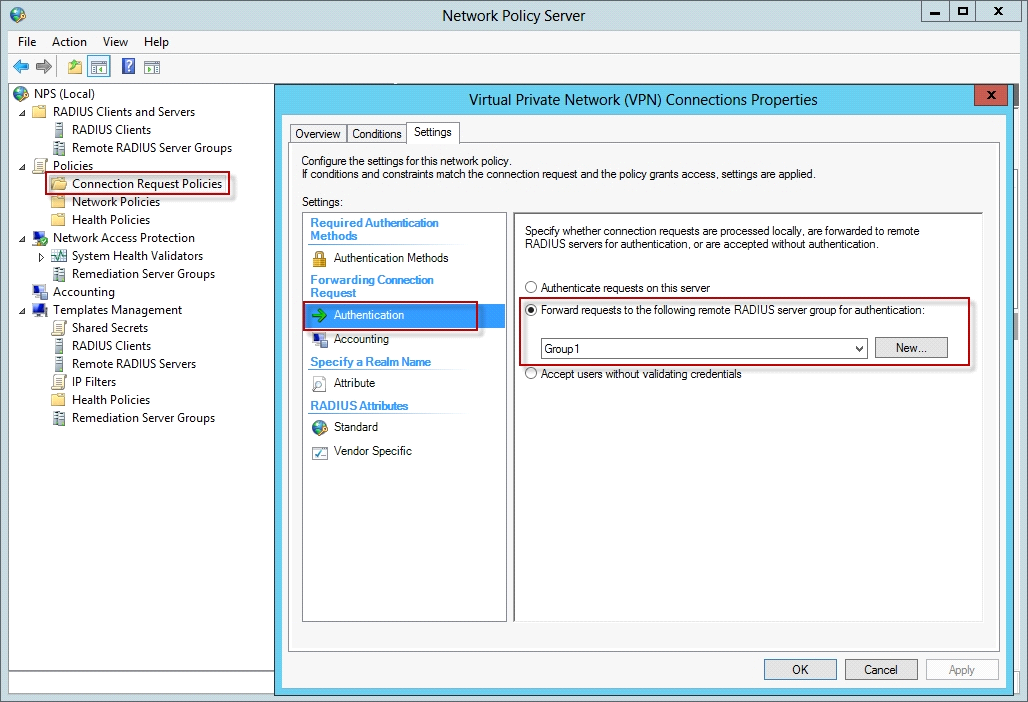 Network Policy Server
File Action View Help
NPS (Local)
RADIUS Clients and Servers
RADIUS Clients
Remote RADIUS Server Groups
Policies
Connection Request Policies
Network Policies
Health Policies
Network Access Protection
System Health Validators
Remediation Server Groups
Accounting
Templates Management
Shared Secrets
RADIUS Clients
Remote RADIUS Servers
IP Filters
Health Policies
Remediation Server Groups
Virtual Private Network (VPN) Connections Properties
X
Overview Conditions Settings
Configure the settings for this network policy.
If conditions and constraints match the connection request and the policy grants access, settings are applied.
Settings:
Required Authentication
Methods
Authentication Methods
Forwarding Connection
Request
Authentication
Accounting
Specify a Realm Name
Attribute
RADIUS Attributes
Standard
Vendor Specific
Specify whether connection requests are processed locally, are forwarded to remote
RADIUS servers for authentication, or are accepted without authentication.
Authenticate requests on this server
Forward requests to the following remote RADIUS server group for authentication:
Group1 New...
Accept users without validating credentials
OK Cancel Apply